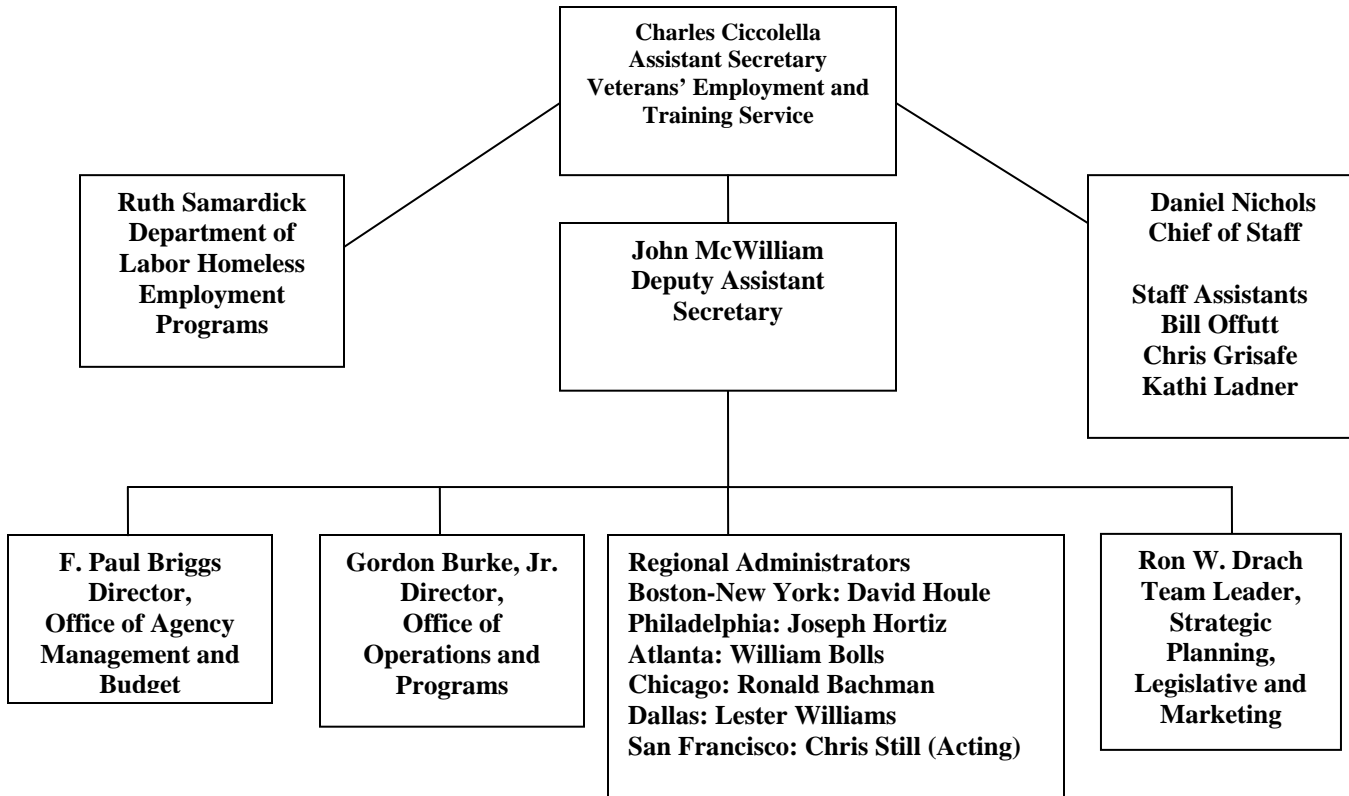 Charles Ciccolella
Assistant Secretary
Veterans’ Employment and
Training Service
Ruth Samardick
Department of
Labor Homeless
Employment
Programs
John McWilliam
Deputy Assistant
Secretary
Daniel Nichols
Chief of Staff
Staff Assistants
Bill Offutt
Chris Grisafe
Kathi Ladner
F. Paul Briggs
Director,
Office of Agency
Management and
Budget
Gordon Burke, Jr.
Director,
Office of
Operations and
Programs
Regional Administrators
Boston-New York: David Houle
Philadelphia: Joseph Hortiz
Atlanta: William Bolls
Chicago: Ronald Bachman
Dallas: Lester Williams
San Francisco: Chris Still (Acting)
Ron W. Drach
Team Leader,
Strategic
Planning,
Legislative and
Marketing